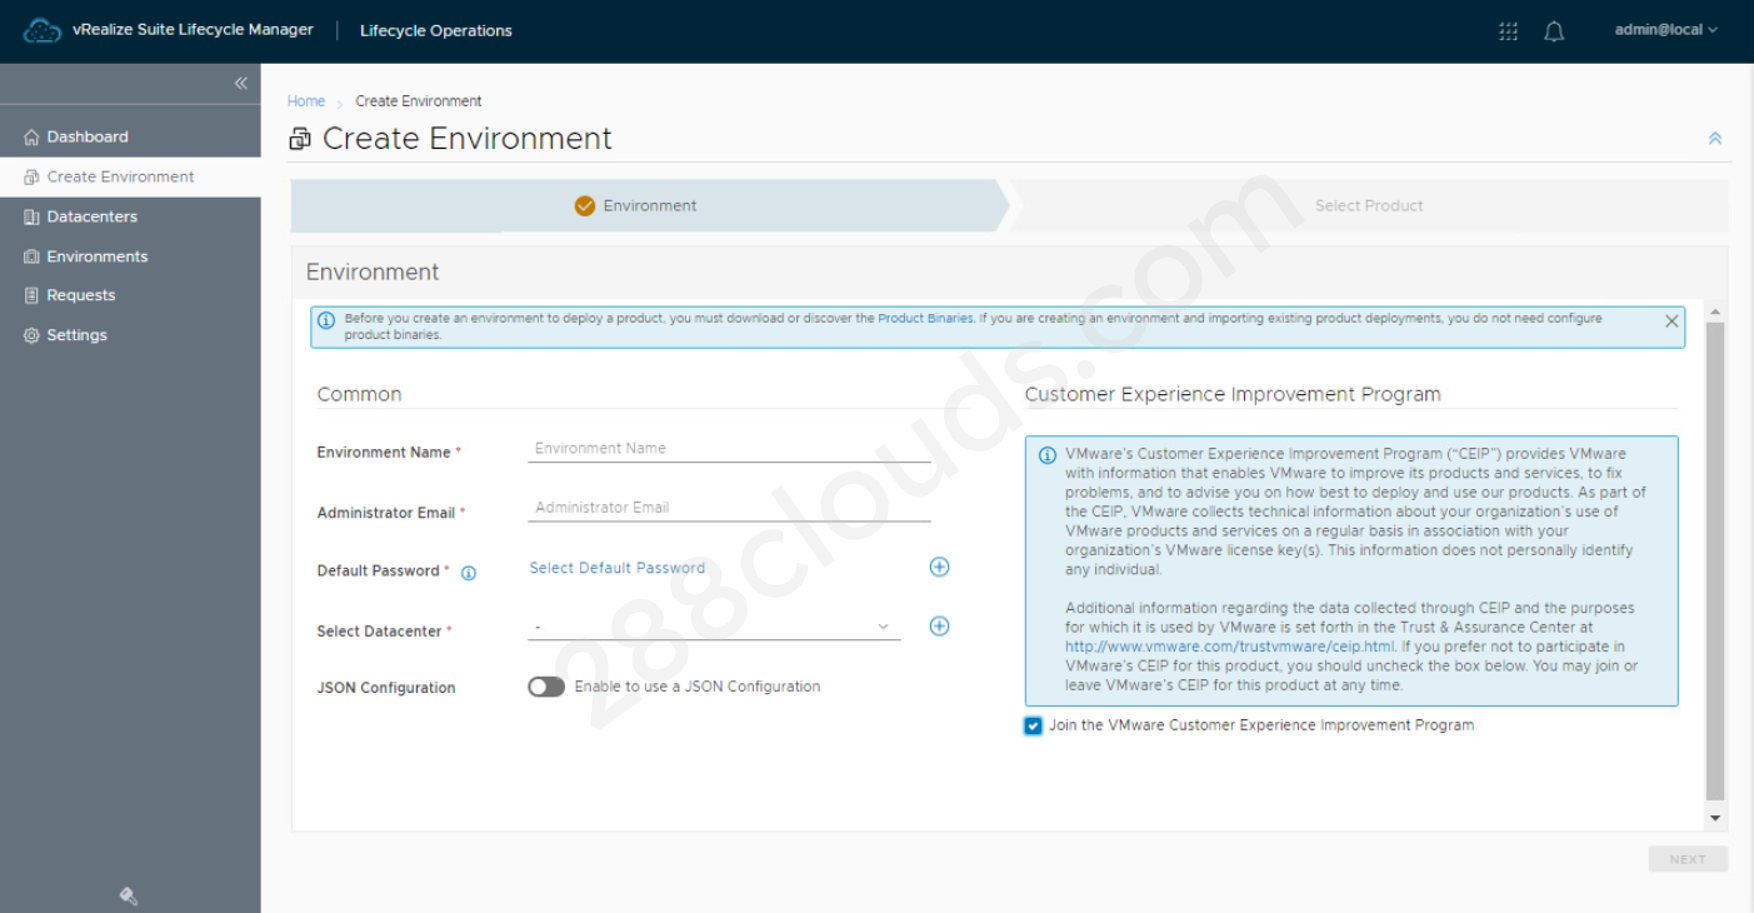 vRealize Suite Lifecycle Manager
Lifecycle Operations
admin@local
Dashboard
Create Environment
Datacenters
Environments
Requests
Settings
Home
Create Environment
Create Environment
Environment
Select Product
Environment
Before you create an environment to deploy a product, you must download or discover the Product Binaries. If you are creating an environment and importing existing product deployments, you do not need configure
product binaries.
Common
Environment Name *
Environment Name
Administrator Email *
Administrator Email
Default Password *
Select Default Password
Select Datacenter *
-
JSON Configuration
Enable to use a JSON Configuration
Customer Experience Improvement Program
VMware's Customer Experience Improvement Program ("CEIP") provides VMware
with information that enables VMware to improve its products and services, to fix
problems, and to advise you on how best to deploy and use our products. As part of
the CEIP, VMware collects technical information about your organization's use of
VMware products and services on a regular basis in association with your
organization's VMware license key(s). This information does not personally identify
any individual.
Additional information regarding the data collected through CEIP and the purposes
for which it is used by VMware is set forth in the Trust & Assurance Center at
http://www.vmware.com/trustvmware/ceip.html. If you prefer not to participate in
VMware's CEIP for this product, you should uncheck the box below. You may join or
leave VMware's CEIP for this product at any time.
Join the VMware Customer Experience Improvement Program
NEXT
288clouds.com